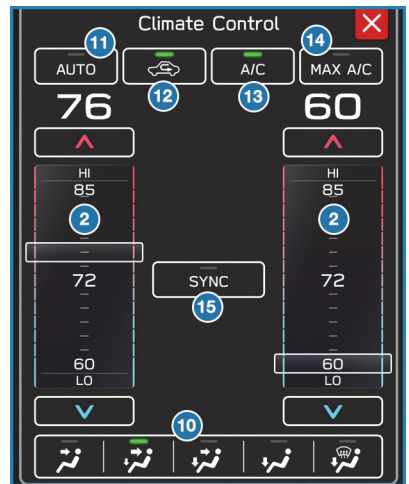 Climate Control
11
14
AUTO
A/C
MAX A/C
12
13
76
60
HI
HI
85
85
2
2
72
72
SYNC
15
60
60
LO
LO
10